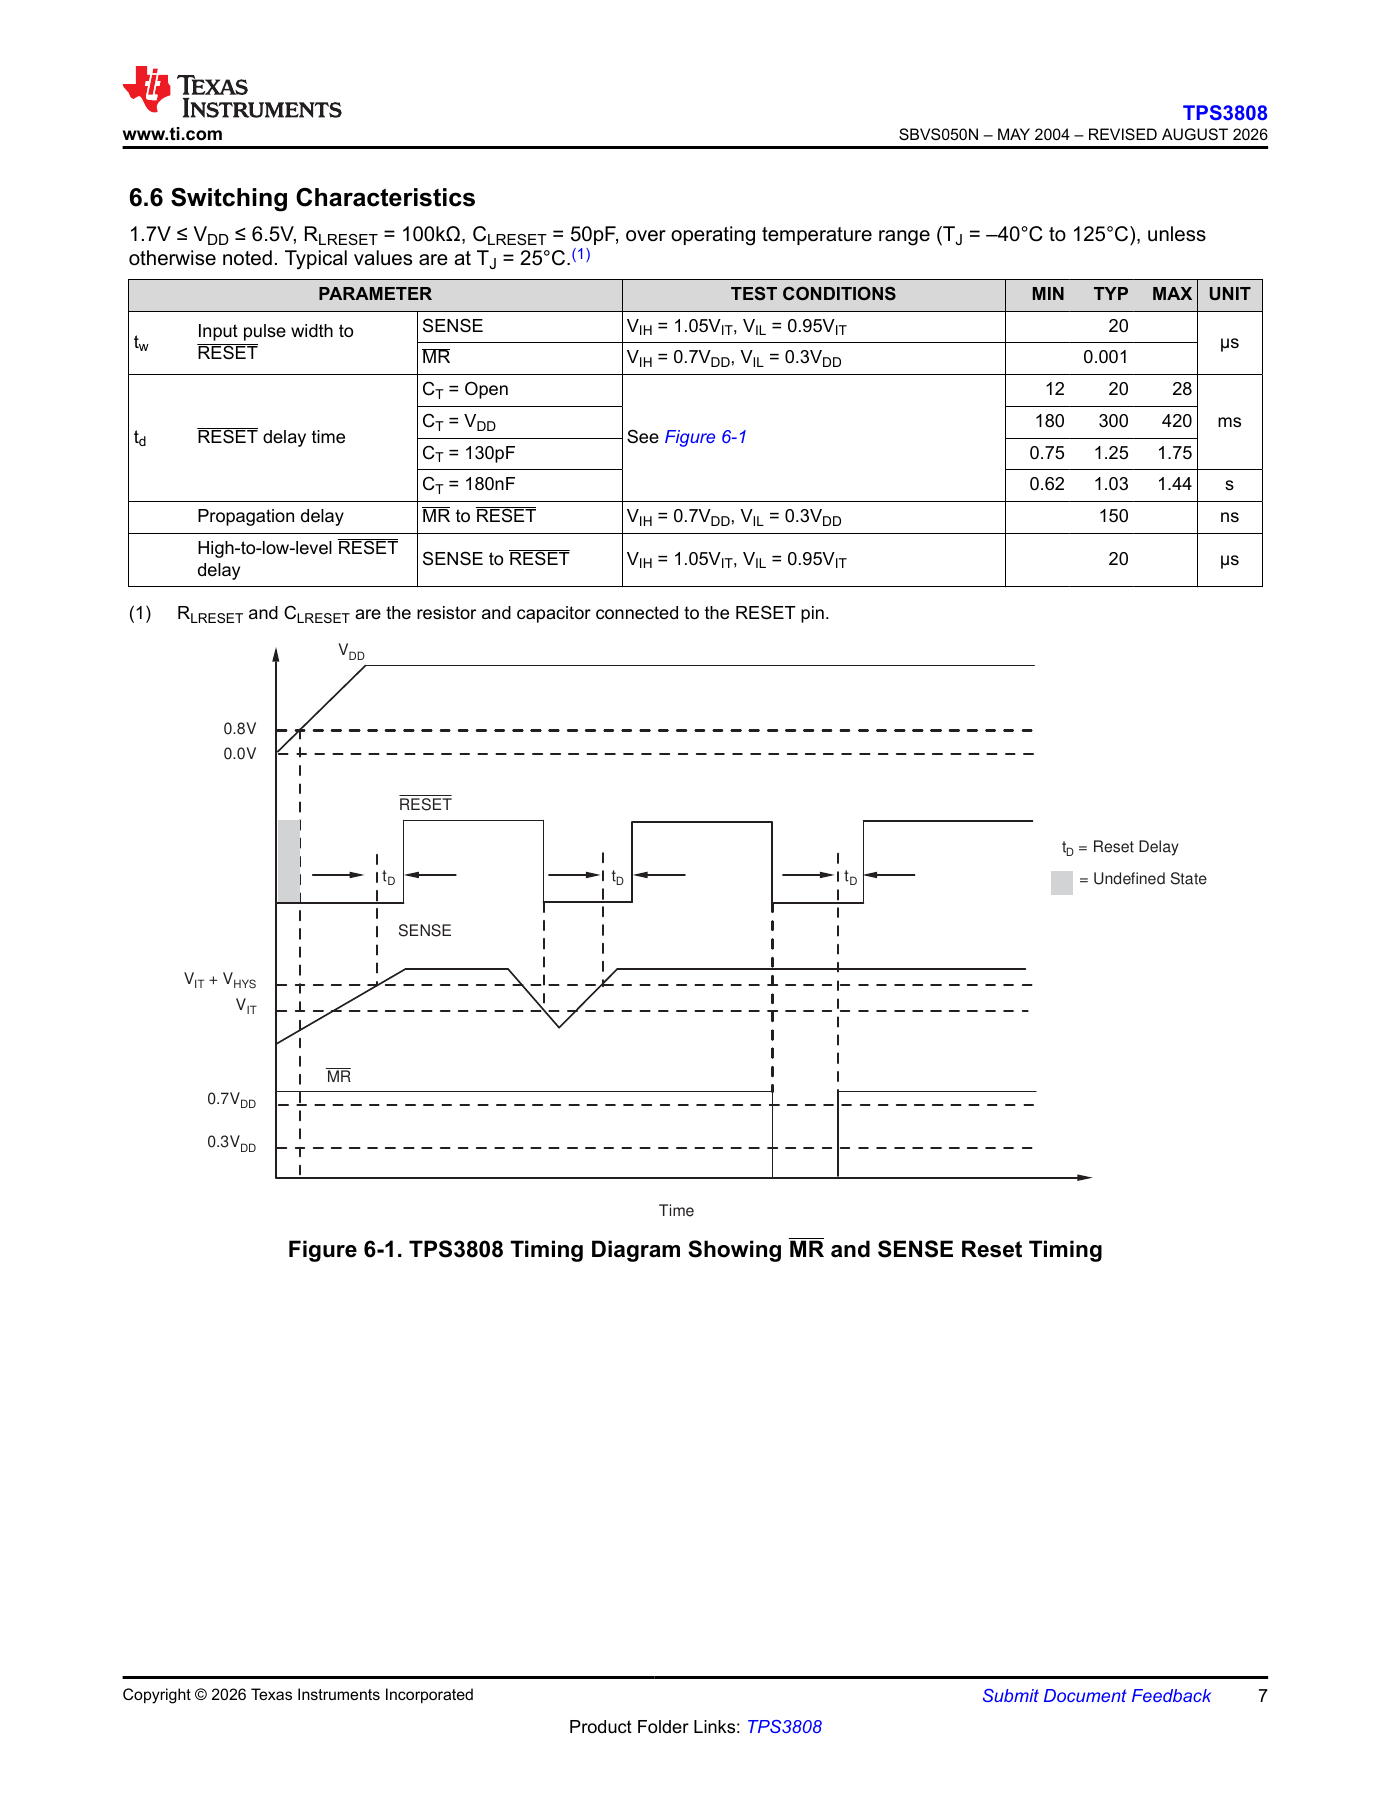 TEXAS
INSTRUMENTS
www.ti.com
TPS3808
SBVS050N – MAY 2004 – REVISED AUGUST 2026
6.6 Switching Characteristics
1.7V ≤ VDD ≤ 6.5V, RLRESET = 100kΩ, CLRESET = 50pF, over operating temperature range (TJ = –40°C to 125°C), unless
otherwise noted. Typical values are at TJ = 25°C.(1)
PARAMETER TEST CONDITIONS MIN TYP MAX UNIT
tw Input pulse width to RESET SENSE VIH = 1.05VIT, VIL = 0.95VIT 20 µs
MR VIH = 0.7VDD, VIL = 0.3VDD 0.001
td RESET delay time CT = Open See Figure 6-1 12 20 28 ms
CT = VDD 180 300 420
CT = 130pF 0.75 1.25 1.75
CT = 180nF 0.62 1.03 1.44 s
Propagation delay MR to RESET VIH = 0.7VDD, VIL = 0.3VDD 150 ns
High-to-low-level RESET delay SENSE to RESET VIH = 1.05VIT, VIL = 0.95VIT 20 µs
(1) RLRESET and CLRESET are the resistor and capacitor connected to the RESET pin.
VDD
0.8V
0.0V
RESET
tD = Reset Delay
tD tD tD
= Undefined State
SENSE
VIT + VHYS
VIT
MR
0.7VDD
0.3VDD
Time
Figure 6-1. TPS3808 Timing Diagram Showing MR and SENSE Reset Timing
Copyright © 2026 Texas Instruments Incorporated
Submit Document Feedback 7
Product Folder Links: TPS3808